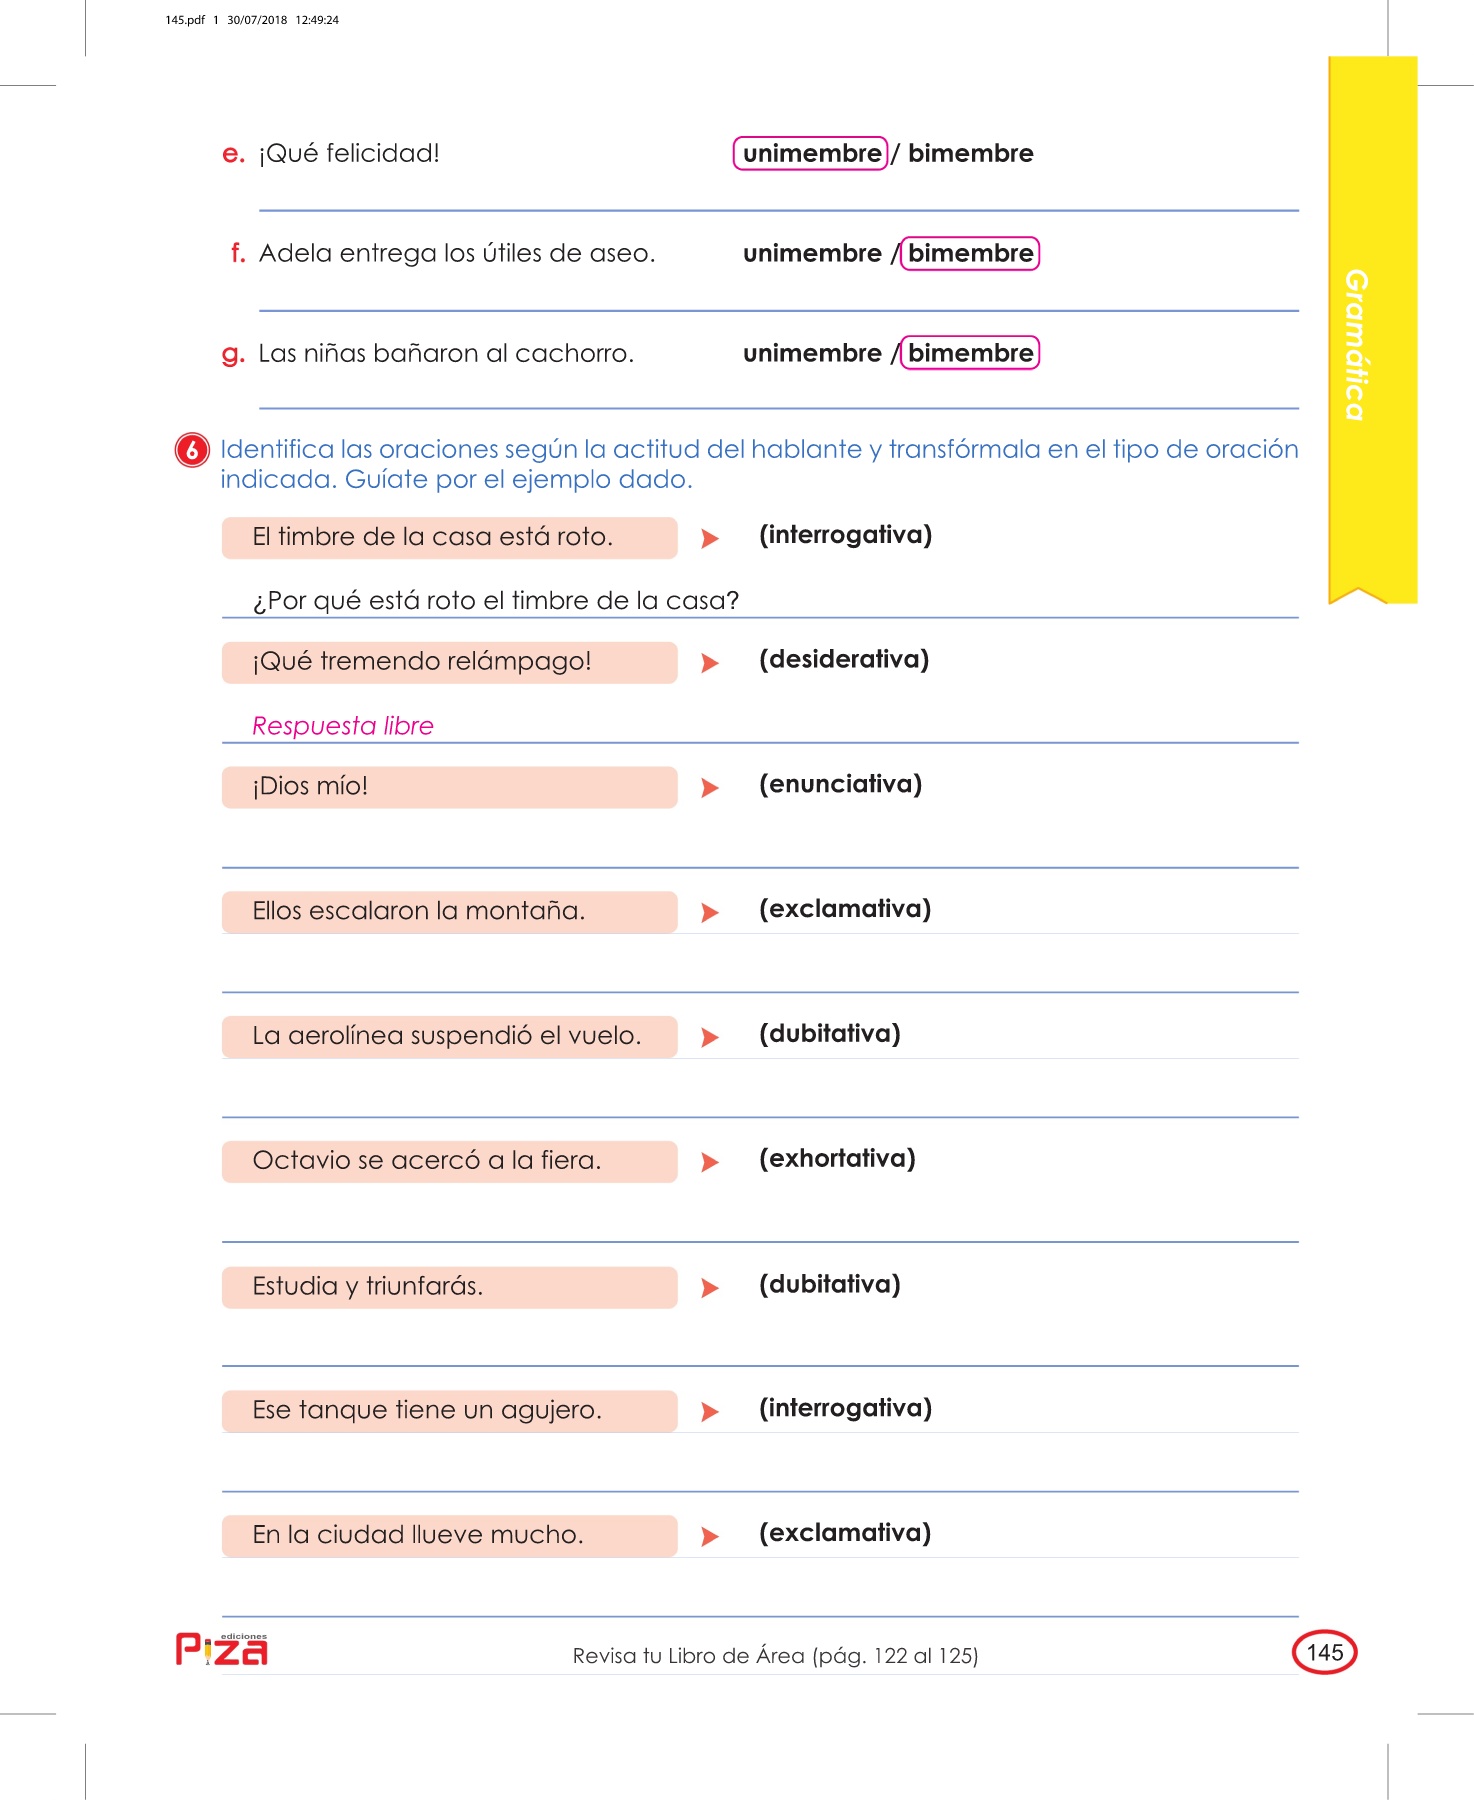 145.pdf 1 30/07/2018 12:49:24
e. ¡Qué felicidad! unimembre / bimembre
f. Adela entrega los útiles de aseo. unimembre / bimembre
g. Las niñas bañaron al cachorro. unimembre / bimembre
Gramática
6 Identifica las oraciones según la actitud del hablante y transfórmala en el tipo de oración
indicada. Guíate por el ejemplo dado.
El timbre de la casa está roto. (interrogativa)
¿Por qué está roto el timbre de la casa?
¡Qué tremendo relámpago! (desiderativa)
Respuesta libre
¡Dios mío! (enunciativa)
Ellos escalaron la montaña. (exclamativa)
La aerolínea suspendió el vuelo. (dubitativa)
Octavio se acercó a la fiera. (exhortativa)
Estudia y triunfarás. (dubitativa)
Ese tanque tiene un agujero. (interrogativa)
En la ciudad llueve mucho. (exclamativa)
ediciones
Piza
Revisa tu Libro de Área (pág. 122 al 125)
145